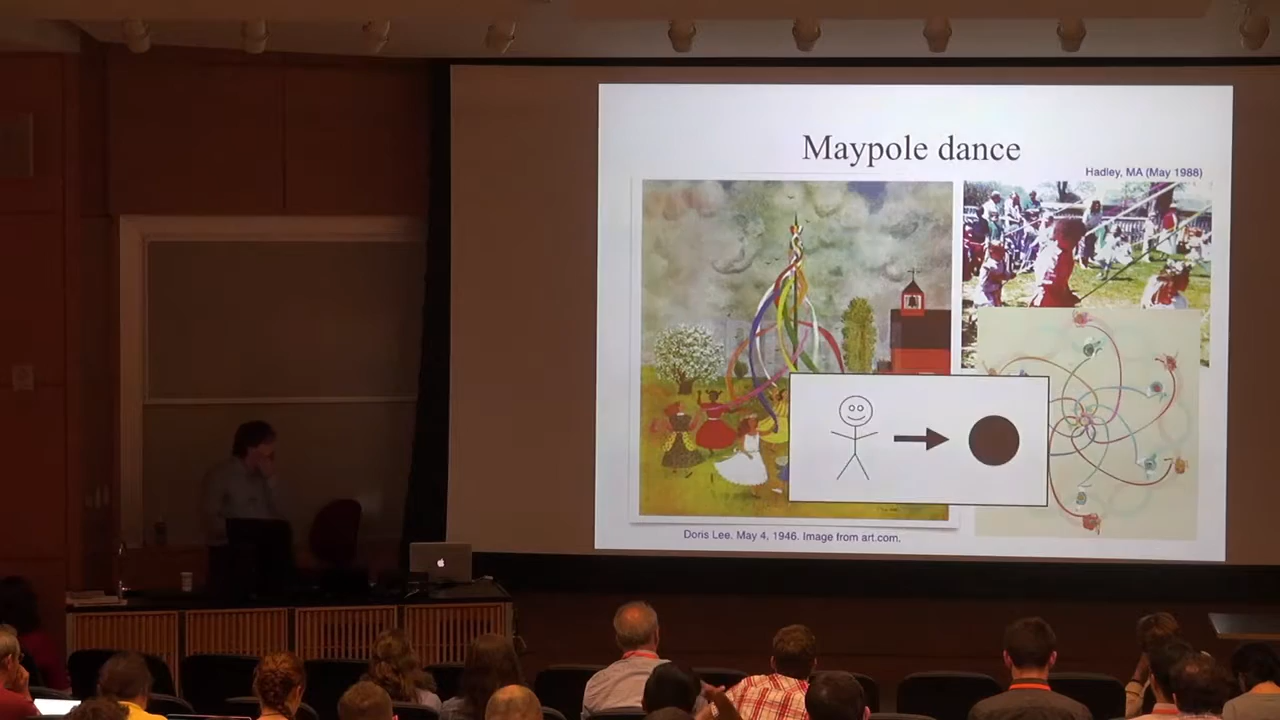 Maypole dance
Hadley, MA (May 1988)
Doris Lee. May 4, 1946. Image from art.com.